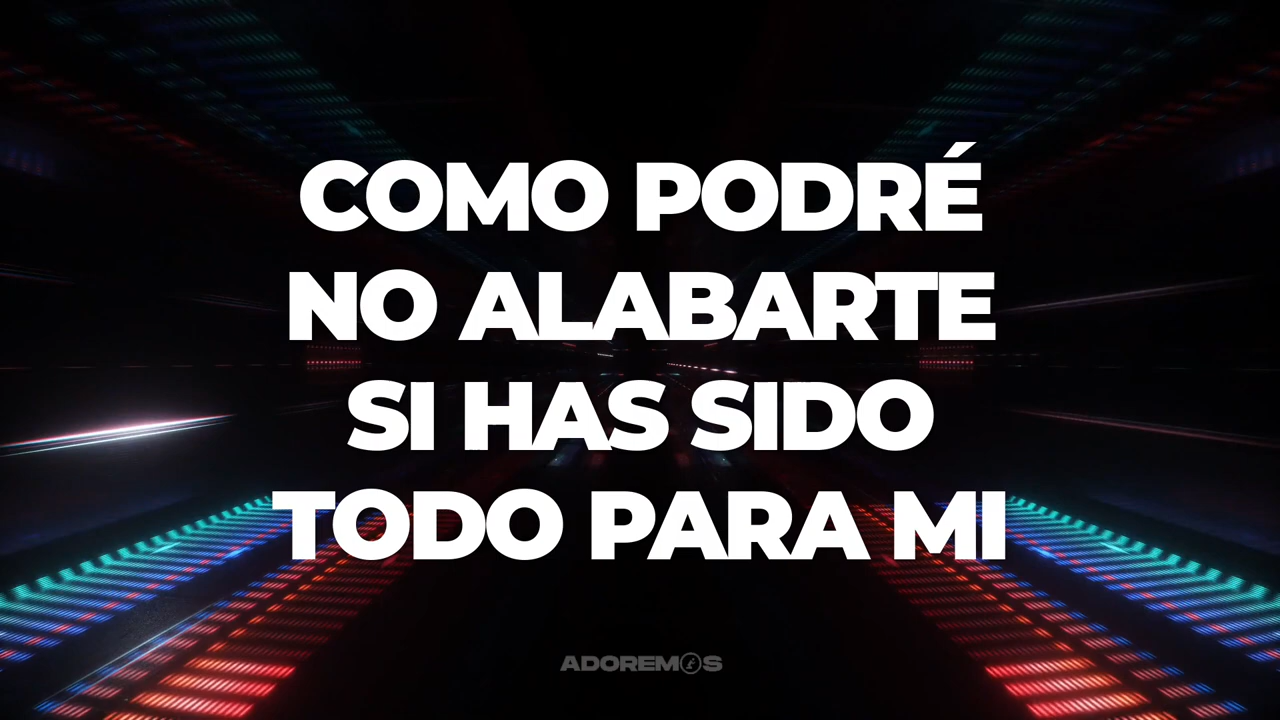 COMO PODRÉ
NO ALABARTE
SI HAS SIDO
TODO PARA MI
ADOREMOS